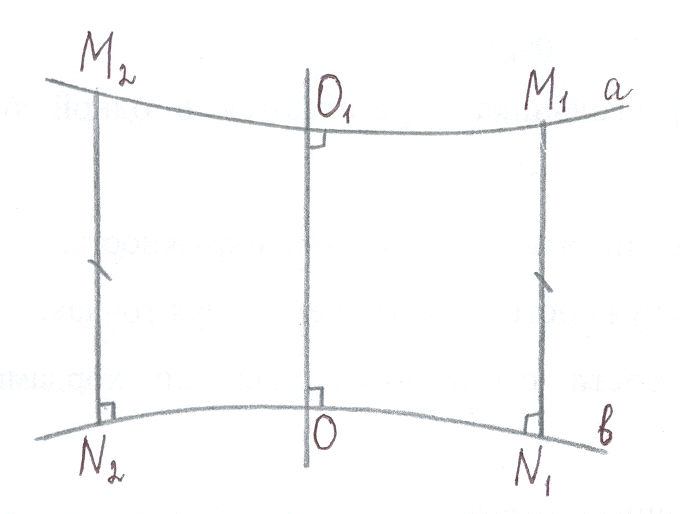 M₂ O₁ M₁ a
N₂ O N₁ в